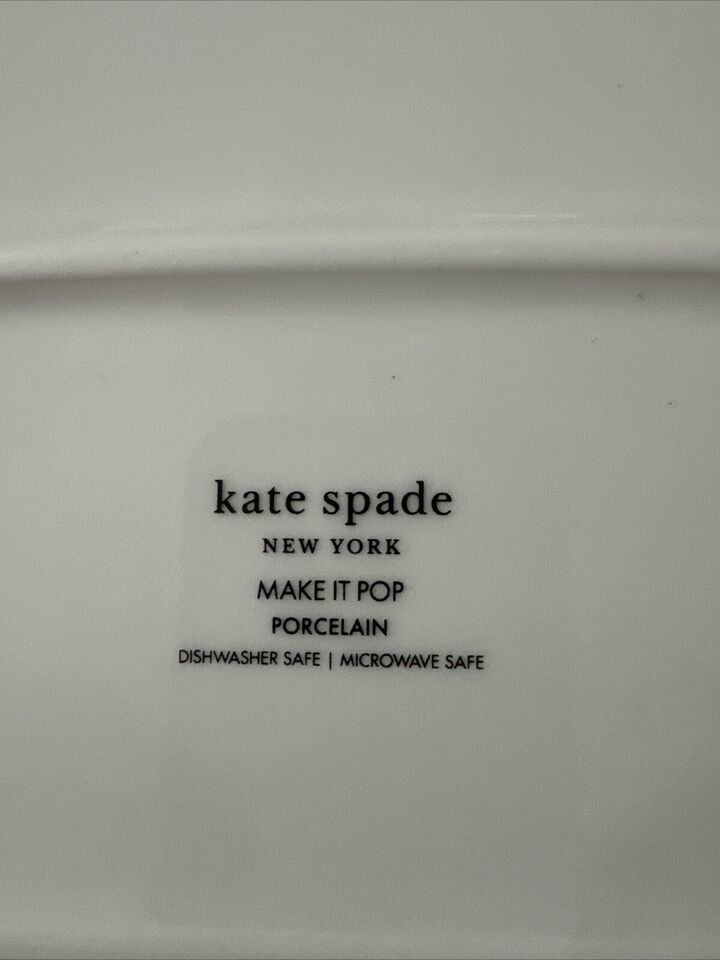 kate spade
NEW YORK
MAKE IT POP
PORCELAIN
DISHWASHER SAFE | MICROWAVE SAFE